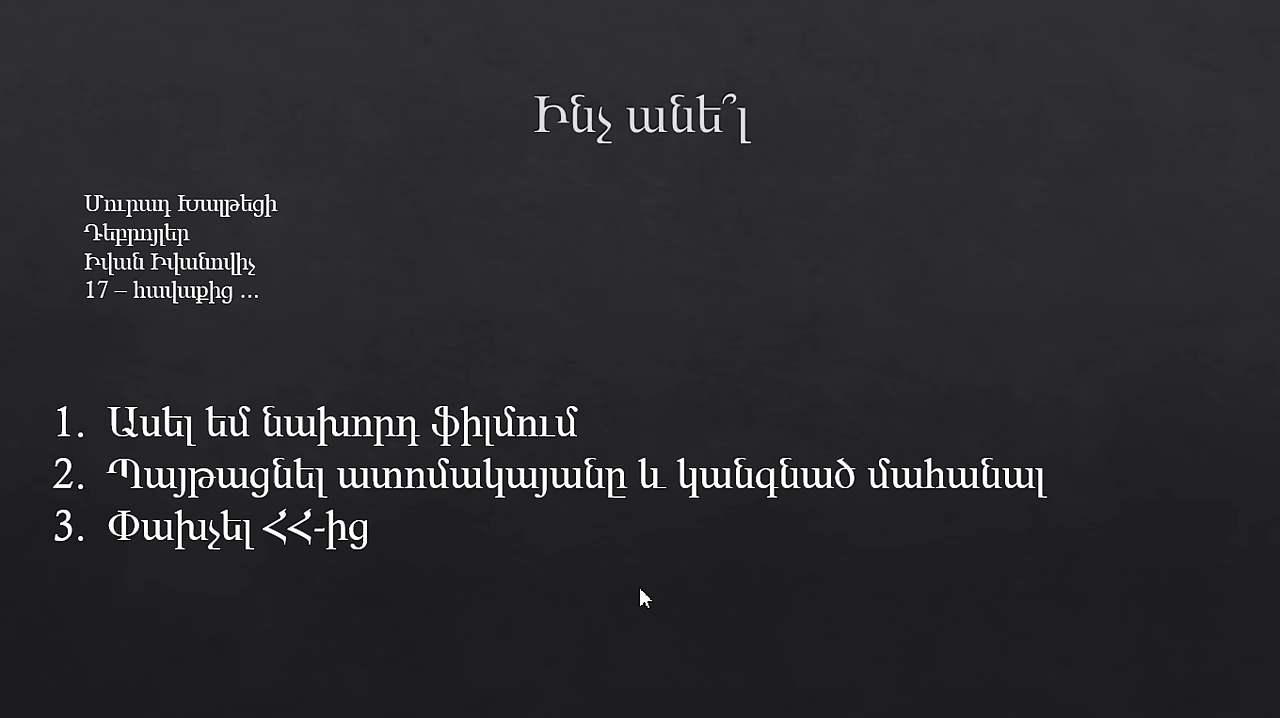 Ինչ անե՞լ
Մուրադ Խալթեցի
Դեբրոյլեր
Իվան Իվանովիչ
17 – հավաքից ...
1. Ասել եմ նախորդ ֆիլմում
2. Պայթացնել ատոմակայանը և կանգնած մահանալ
3. Փախչել ՀՀ-ից